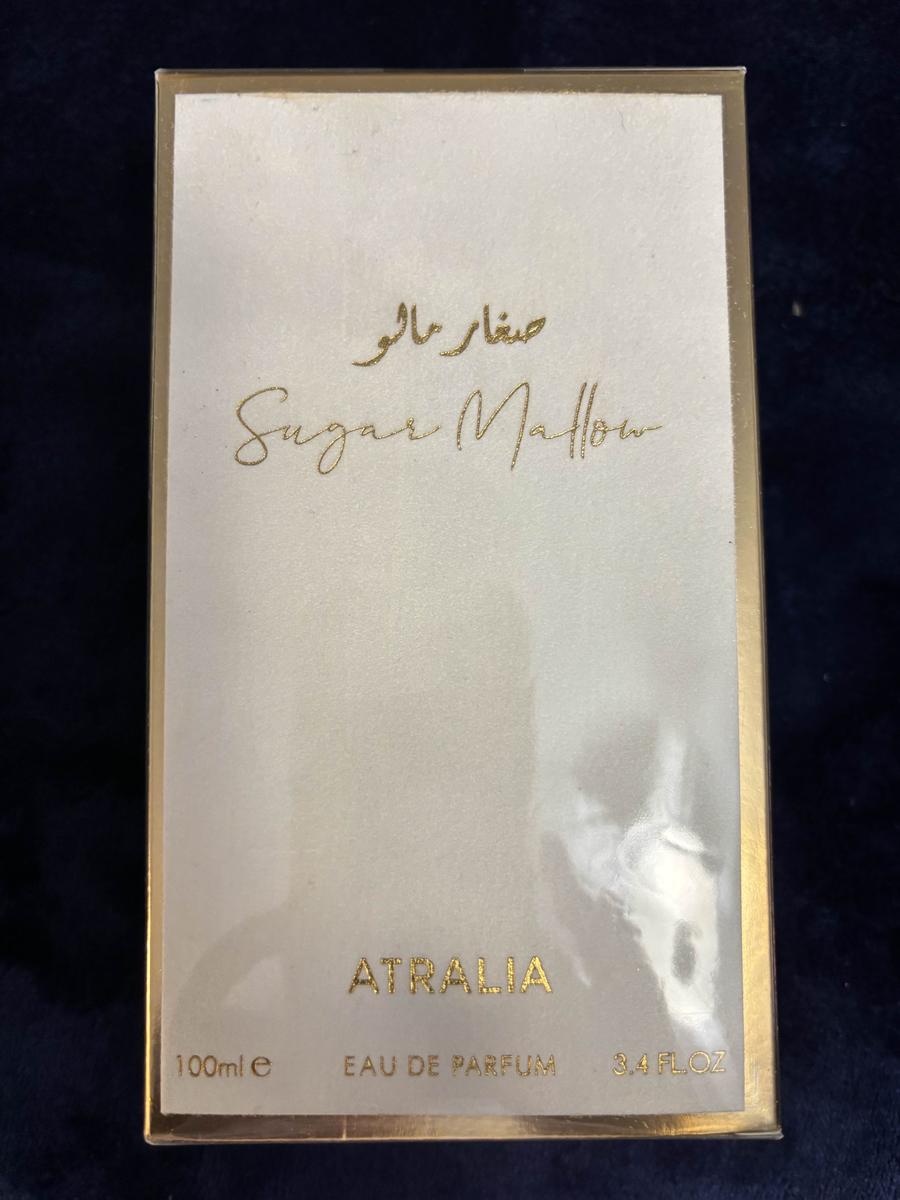 صغار مالو
Sugar Mallow
ATRALIA
100ml e EAU DE PARFUM 3.4 FL.OZ